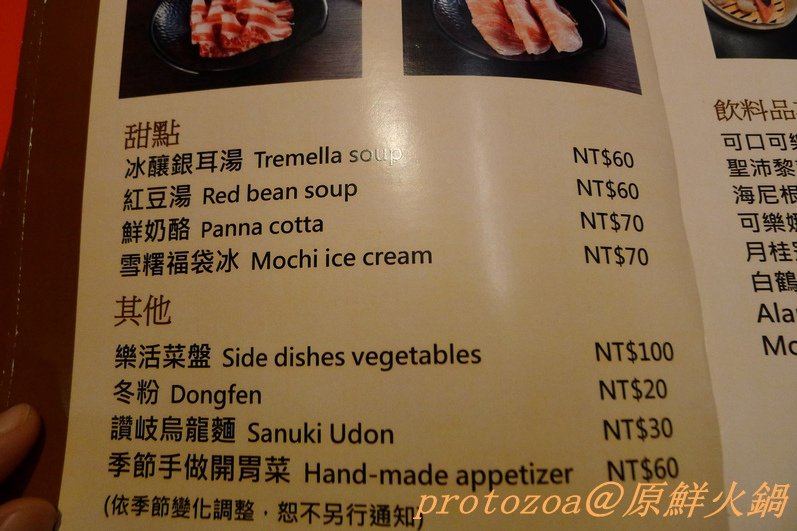 甜點
冰釀銀耳湯 Tremella soup NT$60
紅豆湯 Red bean soup NT$60
鮮奶酪 Panna cotta NT$70
雪糬福袋冰 Mochi ice cream NT$70
其他
樂活菜盤 Side dishes vegetables NT$100
冬粉 Dongfen NT$20
讚岐烏龍麵 Sanuki Udon NT$30
季節手做開胃菜 Hand-made appetizer NT$60
(依季節變化調整，恕不另行通知)
飲料品
可口可樂
聖沛黎
海尼根
可樂
月桂
白鶴
protozoa@原鮮火鍋